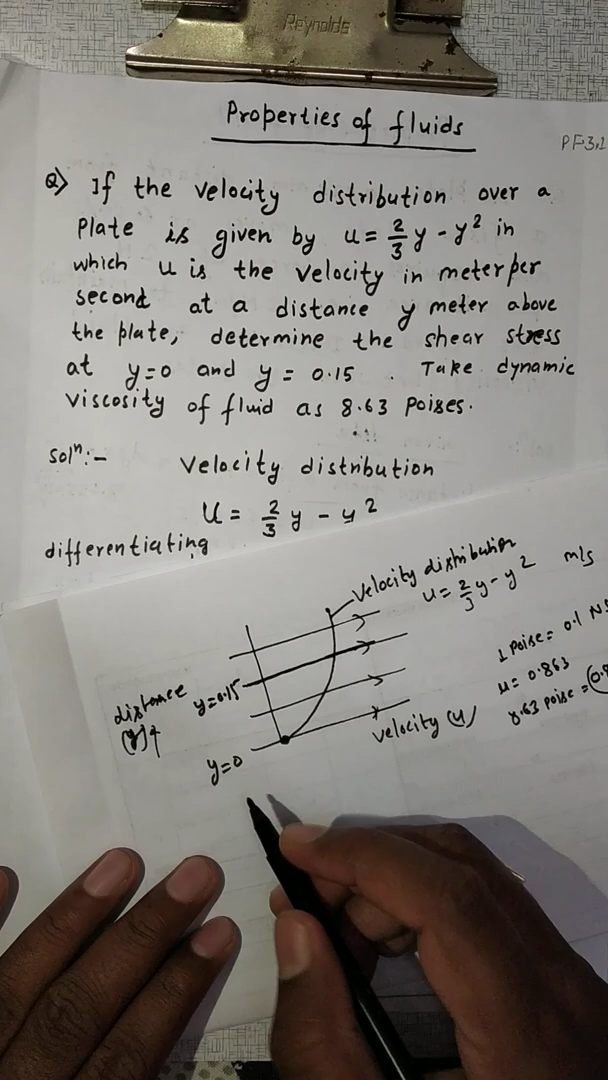 Reynolds
Properties of fluids
PF3,1
Q) If the velocity distribution over a
plate is given by u = 2/3 y - y² in
which u is the velocity in meter per
second at a distance y meter above
the plate, determine the shear stress
at y=0 and y = 0.15 . Take dynamic
viscosity of fluid as 8.63 poises.
Solⁿ:- Velocity distribution
U = 2/3 y - y²
differentiating
Velocity distribution
u = 2/3 y - y² m/s
1 Poise = 0.1
u = 0.863
8.63 poise =
distance
(y)↑
y=0.15
velocity (u)
y=0